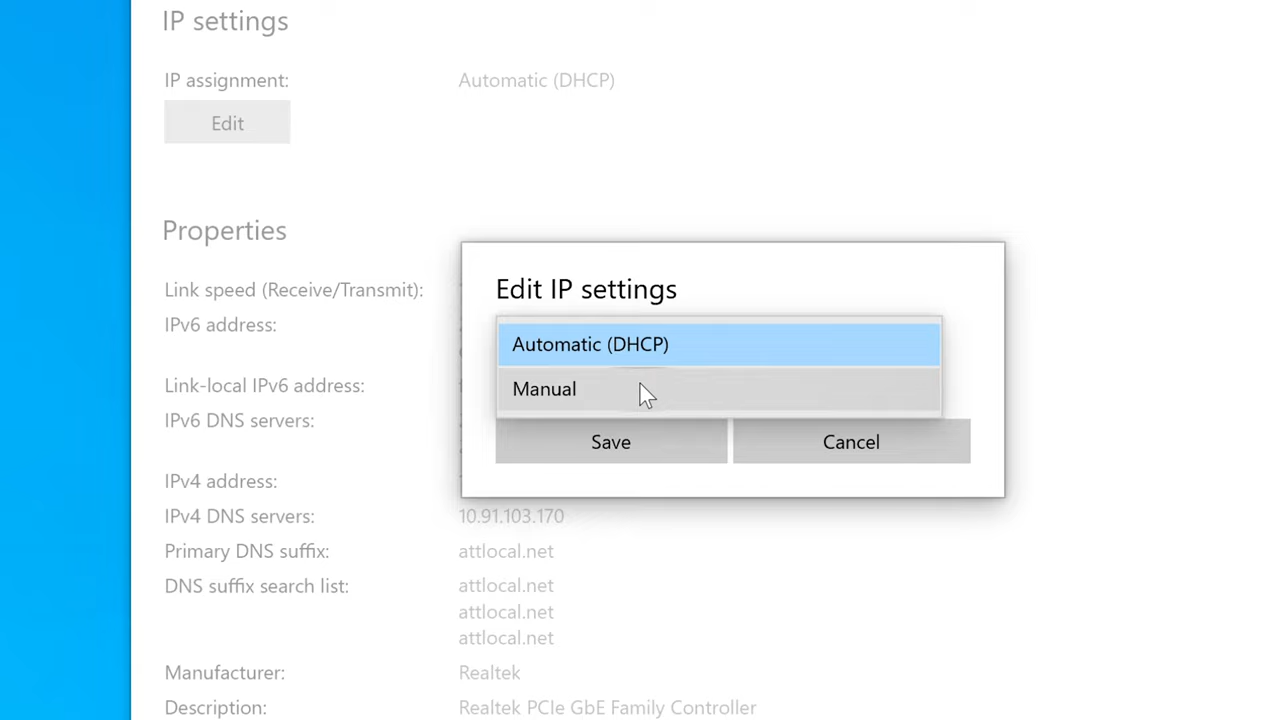 IP settings
IP assignment: Automatic (DHCP)
Edit
Properties
Edit IP settings
Automatic (DHCP)
Manual
Save Cancel
Link speed (Receive/Transmit):
IPv6 address:
Link-local IPv6 address:
IPv6 DNS servers:
IPv4 address:
IPv4 DNS servers: 10.91.103.170
Primary DNS suffix: attlocal.net
DNS suffix search list: attlocal.net
attlocal.net
attlocal.net
Manufacturer: Realtek
Description: Realtek PCIe GbE Family Controller